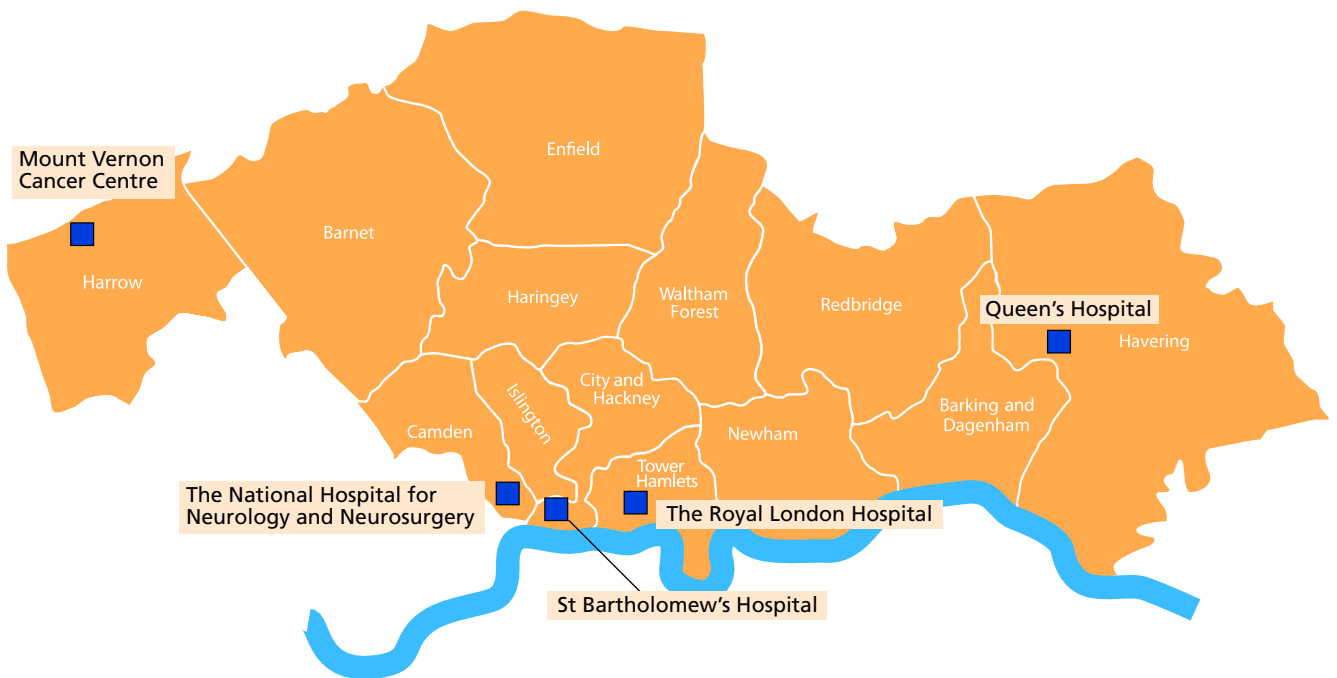 Enfield
Mount Vernon
Cancer Centre
Barnet
Harrow
Haringey
Waltham
Forest
Redbridge
Queen’s Hospital
Havering
City and
Hackney
Islington
Camden
Newham
Barking and
Dagenham
Tower
Hamlets
The National Hospital for
Neurology and Neurosurgery
The Royal London Hospital
St Bartholomew’s Hospital